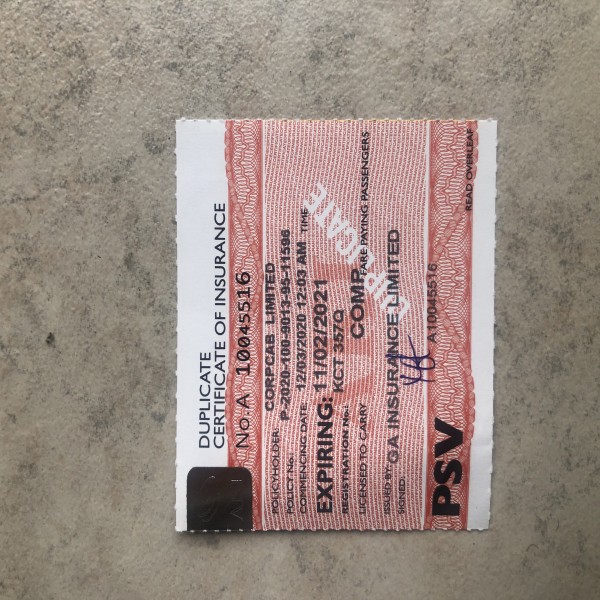 DUPLICATE
CERTIFICATE OF INSURANCE
No.A 10045516
POLICYHOLDER CORPCAB LIMITED
POLICY No. P-2020-100-9013-95-11596
COMMENCING DATE: 12/03/2020 12:03 AM TIME
EXPIRING: 11/02/2021
REGISTRATION No.: KCT 357Q
LICENSED TO CARRY COMP FARE PAYING PASSENGERS
DUPLICATE
ISSUED BY: GA INSURANCE LIMITED
SIGNED:
PSV A10045516
READ OVERLEAF